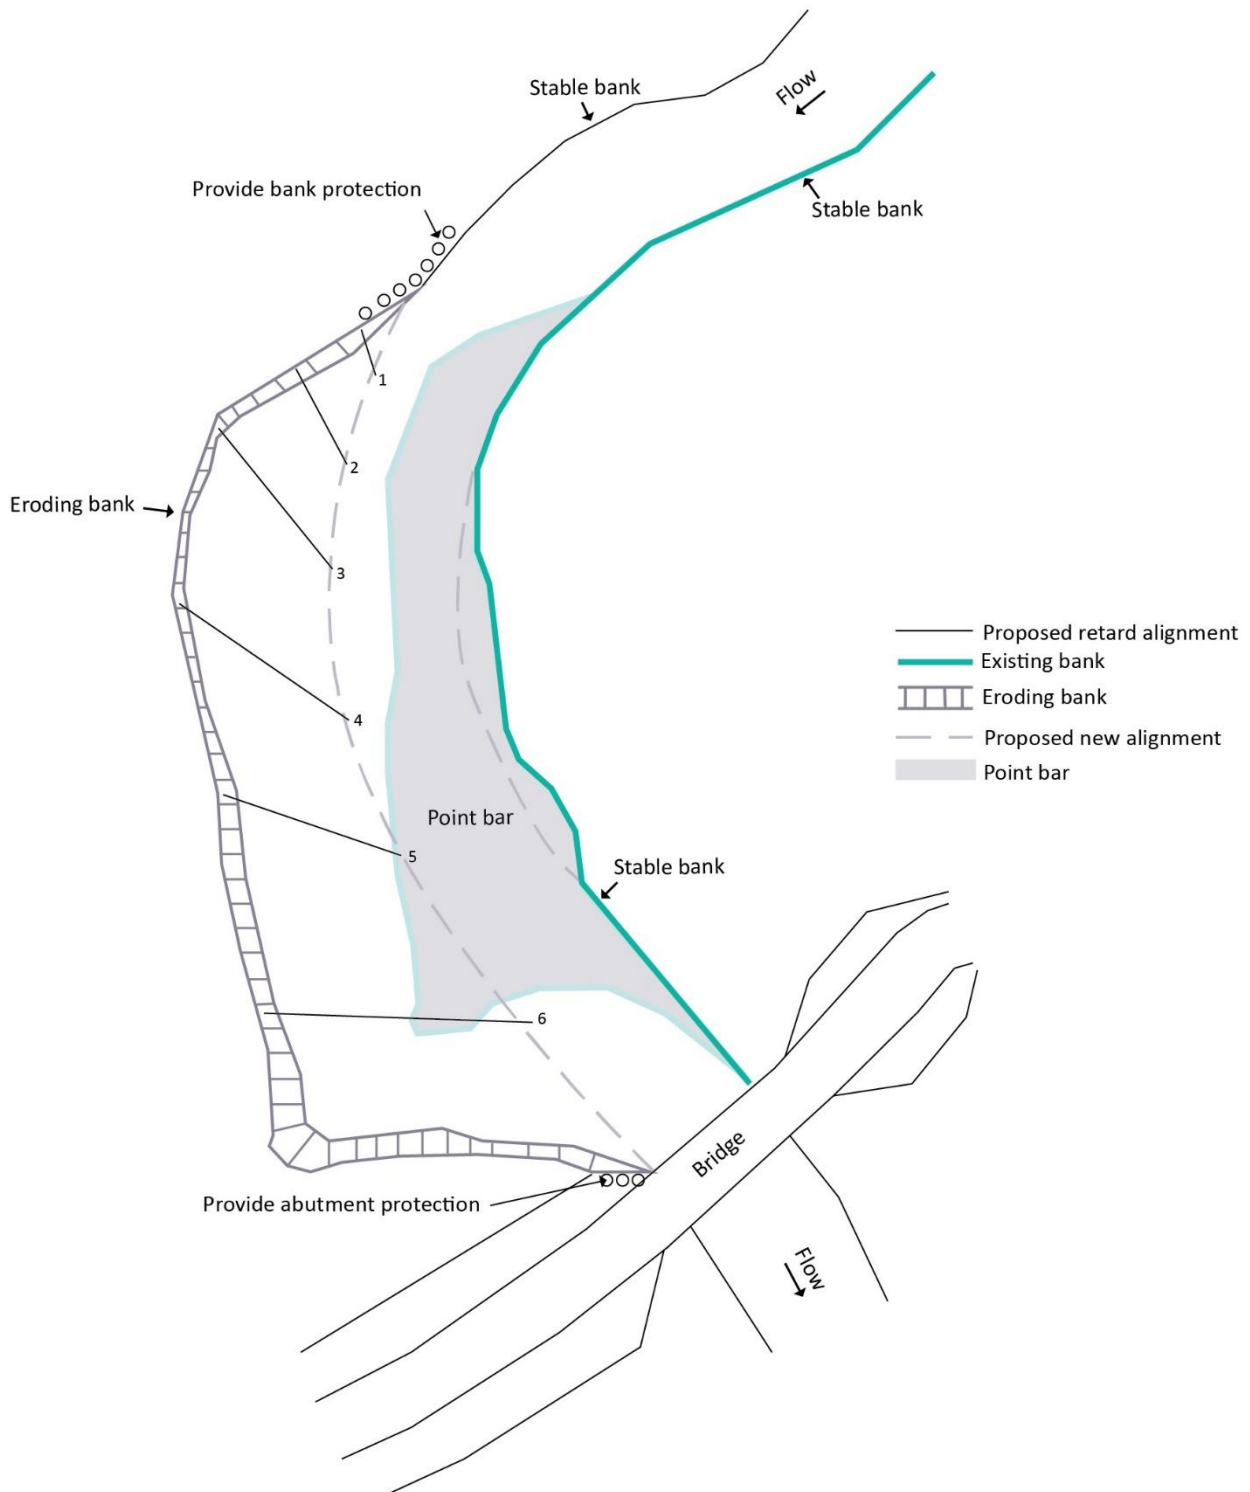 Stable bank
Flow
Provide bank protection
Stable bank
1
2
Eroding bank
3
Proposed retard alignment
Existing bank
Eroding bank
4
Proposed new alignment
Point bar
Point bar
5
Stable bank
6
Bridge
Provide abutment protection
Flow